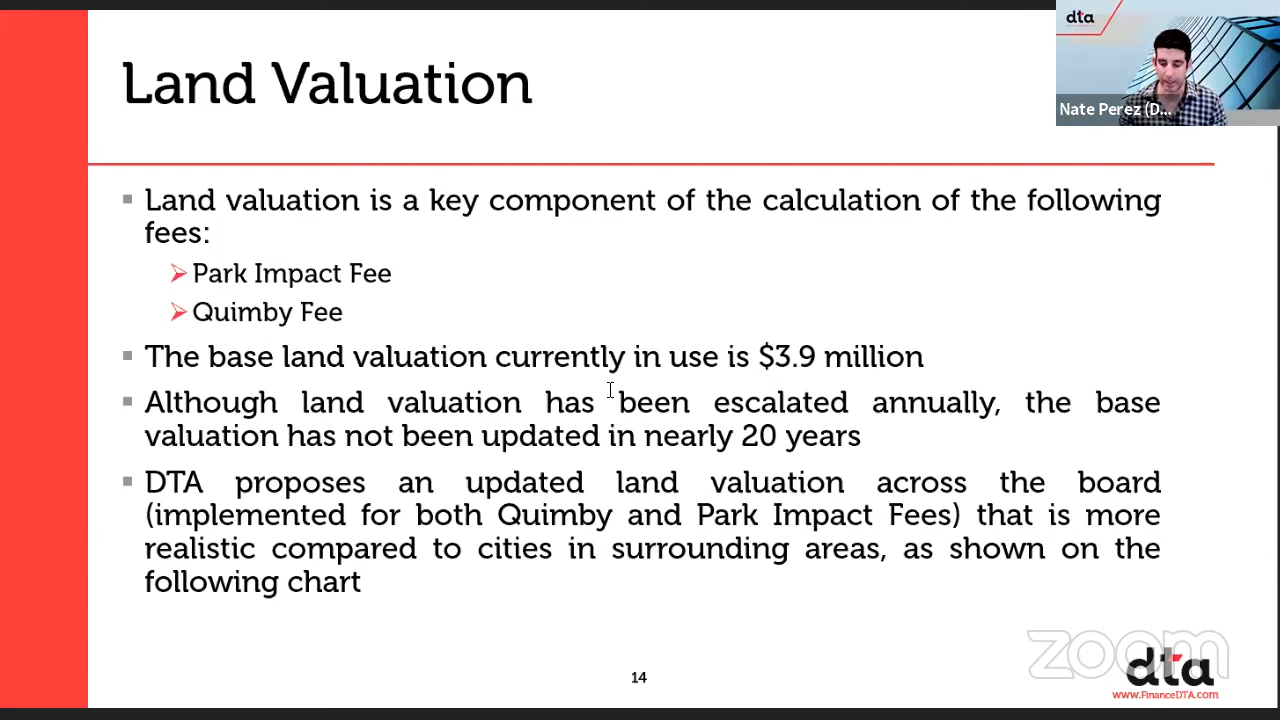 dta
Nate Perez (D...
Land Valuation
Land valuation is a key component of the calculation of the following
fees:
Park Impact Fee
Quimby Fee
The base land valuation currently in use is $3.9 million
Although land valuation has been escalated annually, the base
valuation has not been updated in nearly 20 years
DTA proposes an updated land valuation across the board
(implemented for both Quimby and Park Impact Fees) that is more
realistic compared to cities in surrounding areas, as shown on the
following chart
zoom
dta
14
www.FinanceDTA.com